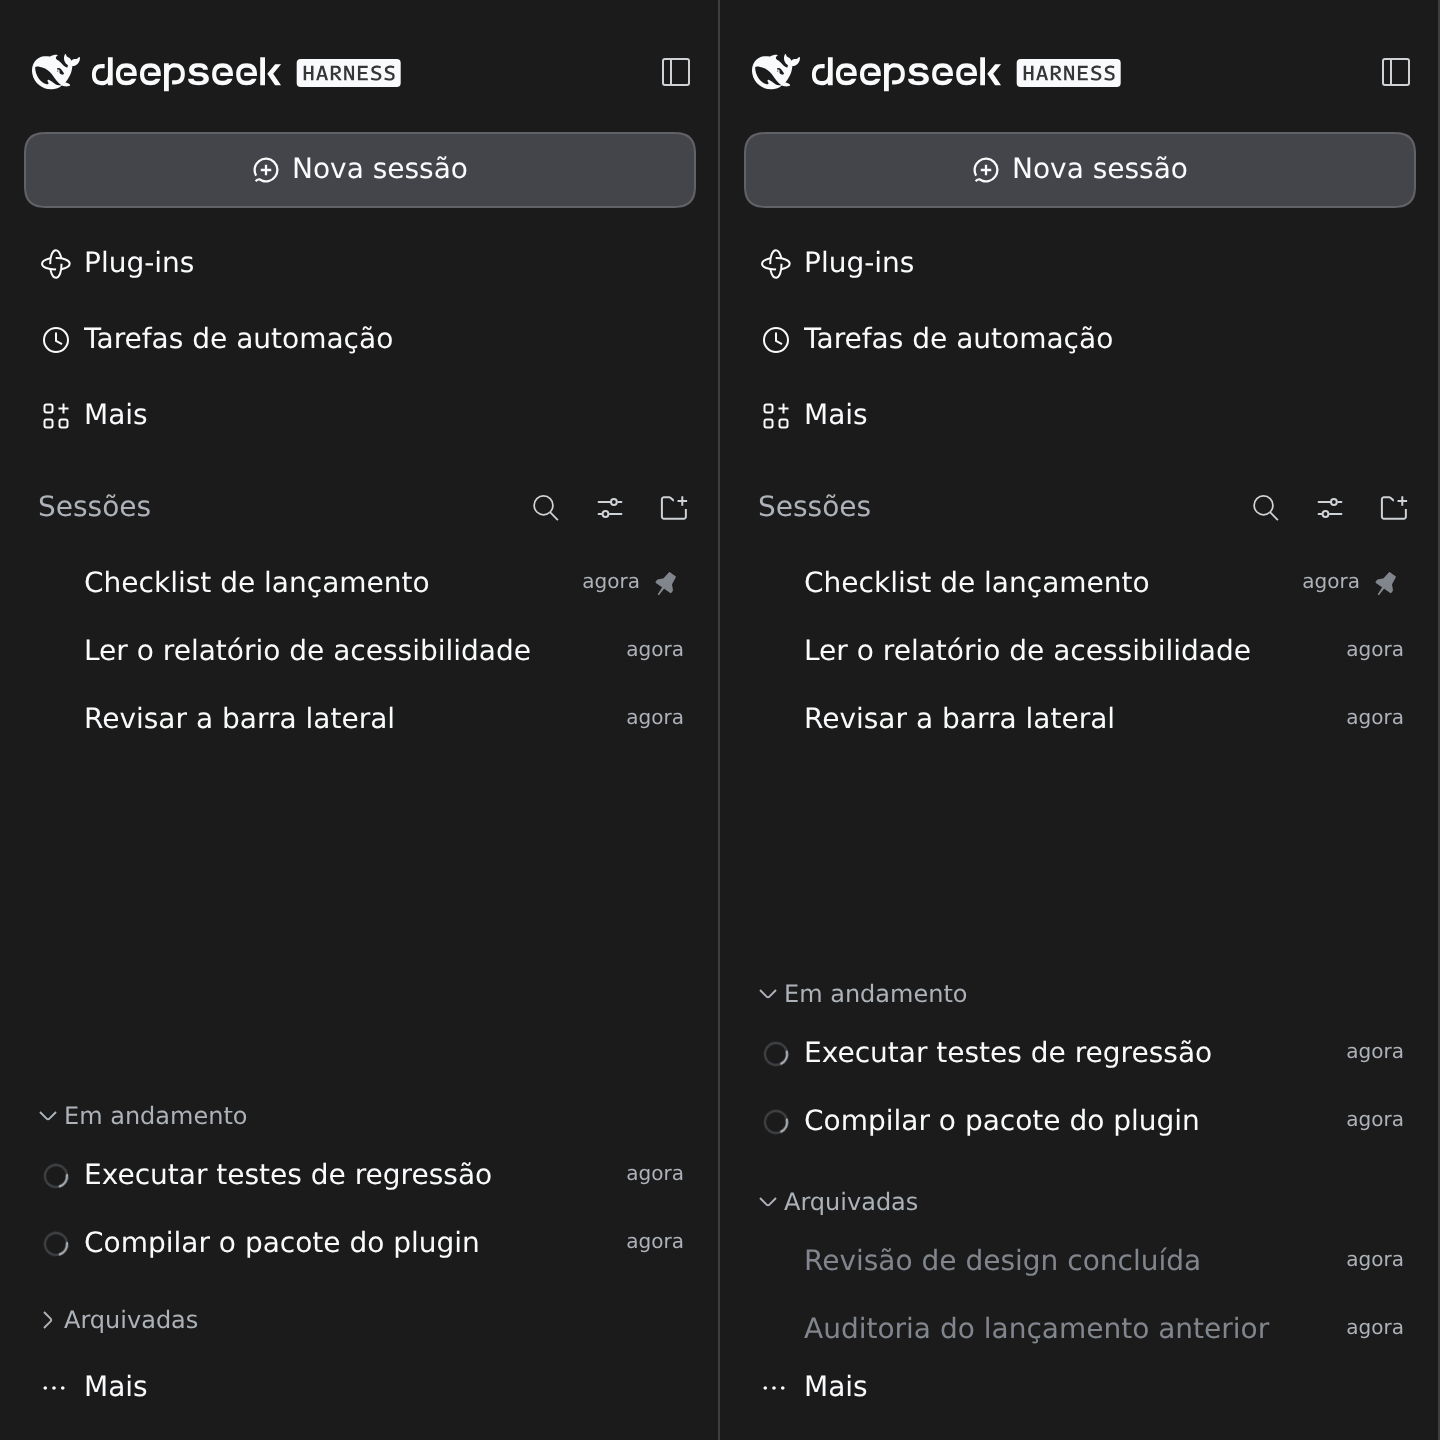 deepseek HARNESS
Nova sessão
Plug-ins
Tarefas de automação
Mais
Sessões
Checklist de lançamento agora
Ler o relatório de acessibilidade agora
Revisar a barra lateral agora
Em andamento
Executar testes de regressão agora
Compilar o pacote do plugin agora
Arquivadas
Mais
deepseek HARNESS
Nova sessão
Plug-ins
Tarefas de automação
Mais
Sessões
Checklist de lançamento agora
Ler o relatório de acessibilidade agora
Revisar a barra lateral agora
Em andamento
Executar testes de regressão agora
Compilar o pacote do plugin agora
Arquivadas
Revisão de design concluída agora
Auditoria do lançamento anterior agora
Mais